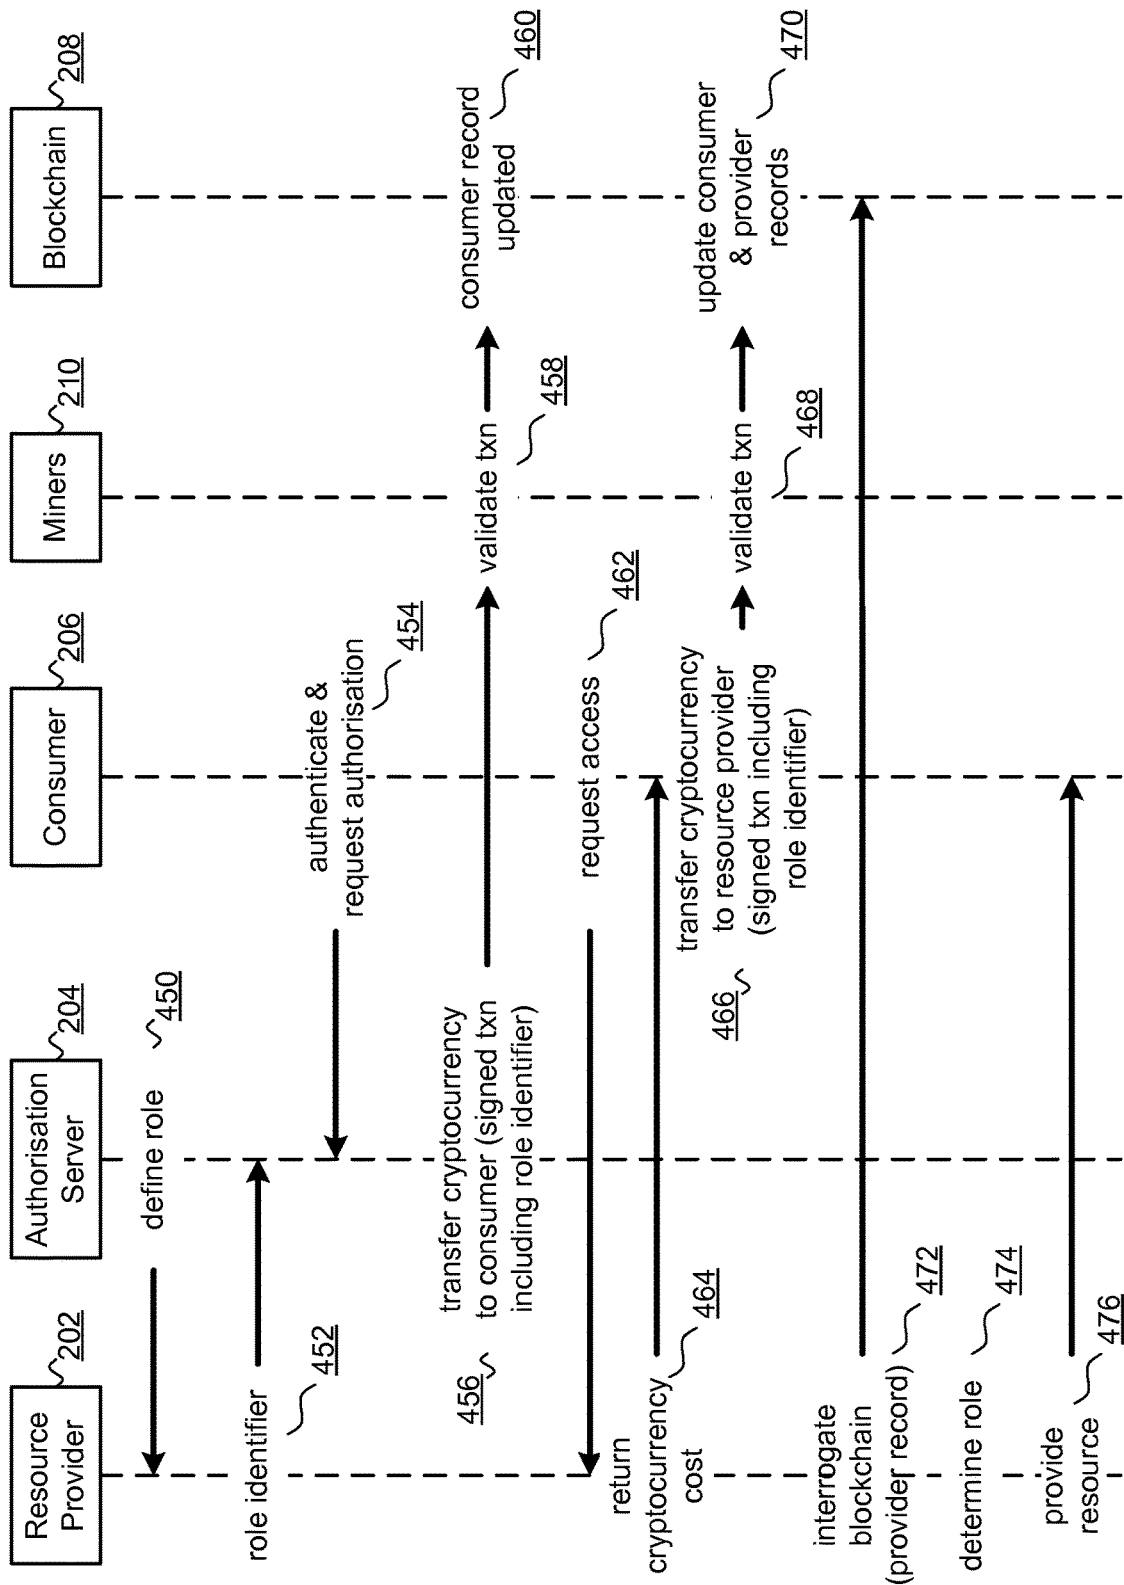 Resource
Provider
202
Authorisation
Server
204
Consumer
206
Miners
210
Blockchain
208
define role
450
role identifier
452
authenticate &
request authorisation
454
456
transfer cryptocurrency
to consumer (signed txn
including role identifier)
validate txn
458
consumer record
updated
460
request access
462
return
cryptocurrency
cost
464
466
transfer cryptocurrency
to resource provider
(signed txn including
role identifier)
validate txn
468
update consumer
& provider
records
470
interrogate
blockchain
(provider record)
472
determine role
474
provide
resource
476